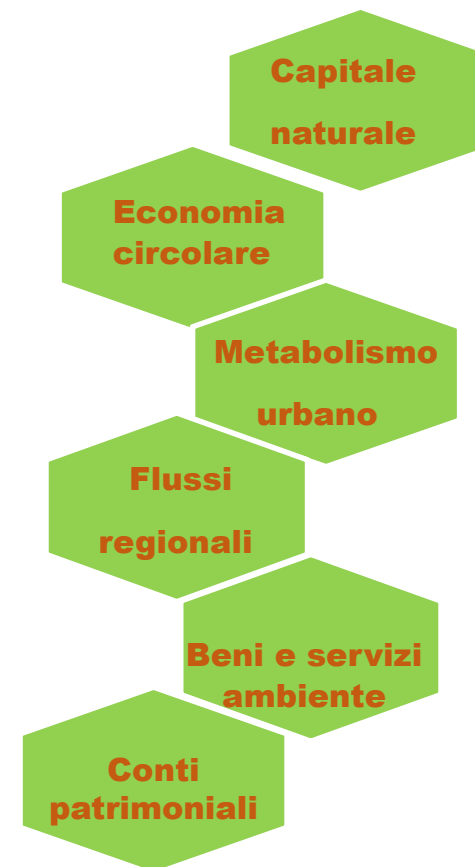 Capitale
naturale
Economia
circolare
Metabolismo
urbano
Flussi
regionali
Beni e servizi
ambiente
Conti
patrimoniali